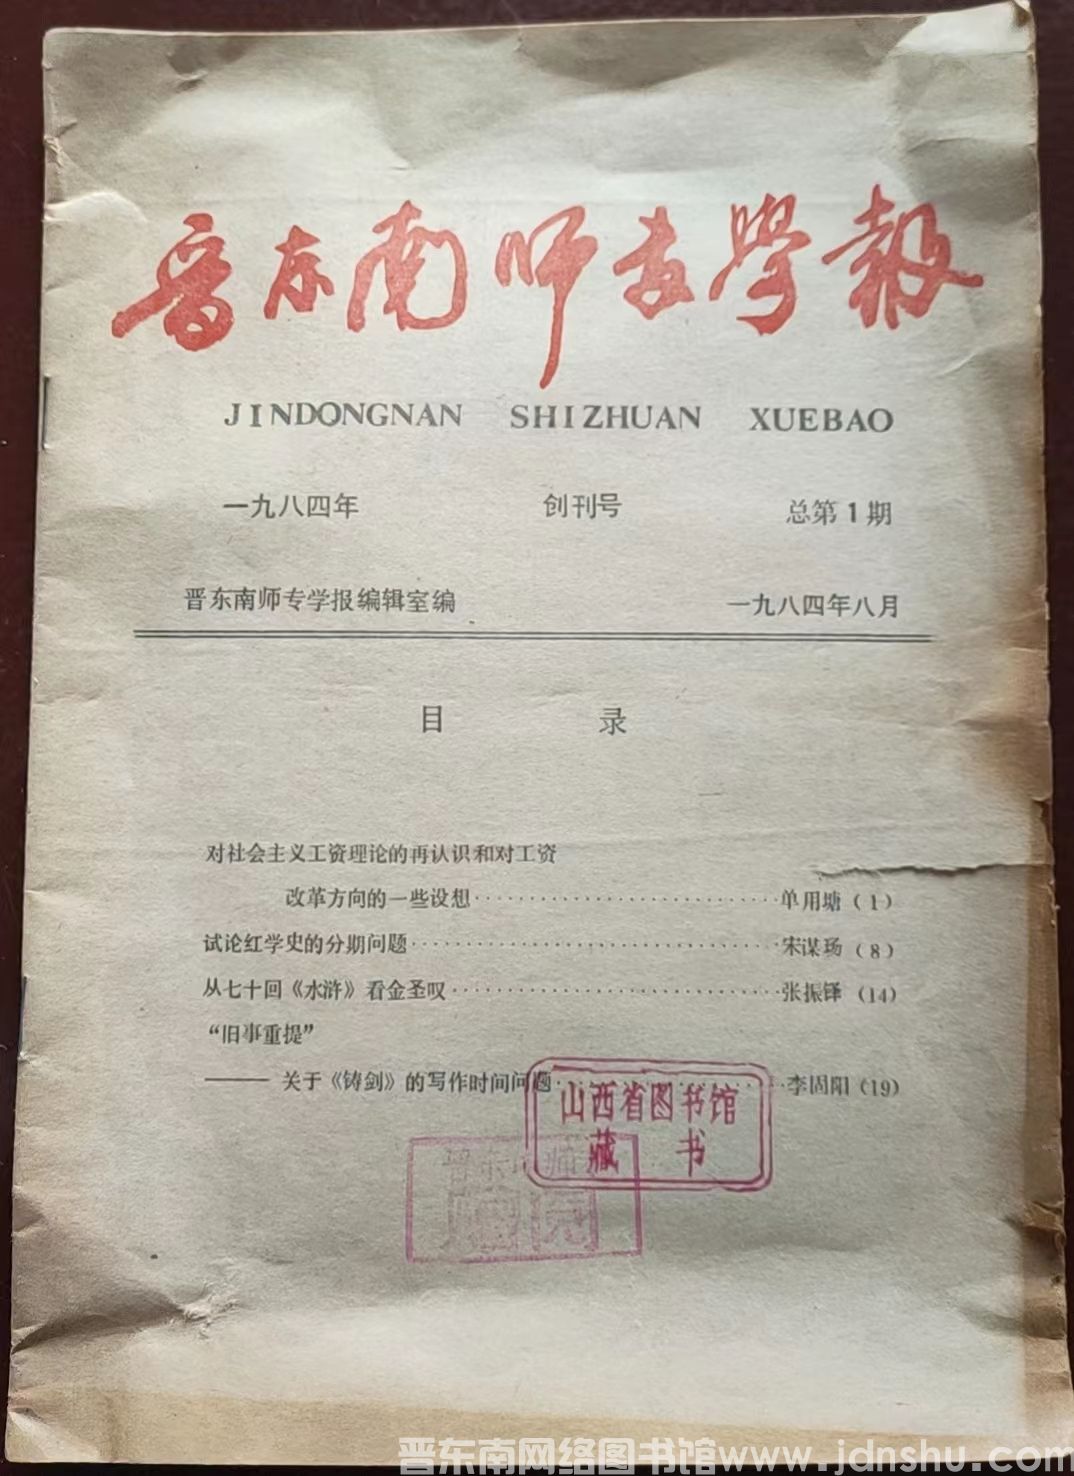 晋东南师专学报
JINDONGNAN SHIZHUAN XUEBAO
一九八四年 创刊号 总第1期
晋东南师专学报编辑室编 一九八四年八月
目 录
对社会主义工资理论的再认识和对工资
改革方向的一些设想……………………………单用塘(1)
试论红学史的分期问题……………………………宋谋玚(8)
从七十回《水浒》看金圣叹……………………………张振铎(14)
“旧事重提”
——关于《铸剑》的写作时间问题……………………………李固阳(19)
山西省图书馆
藏 书
晋东南师
晋东南网络图书馆www.jdnshu.com